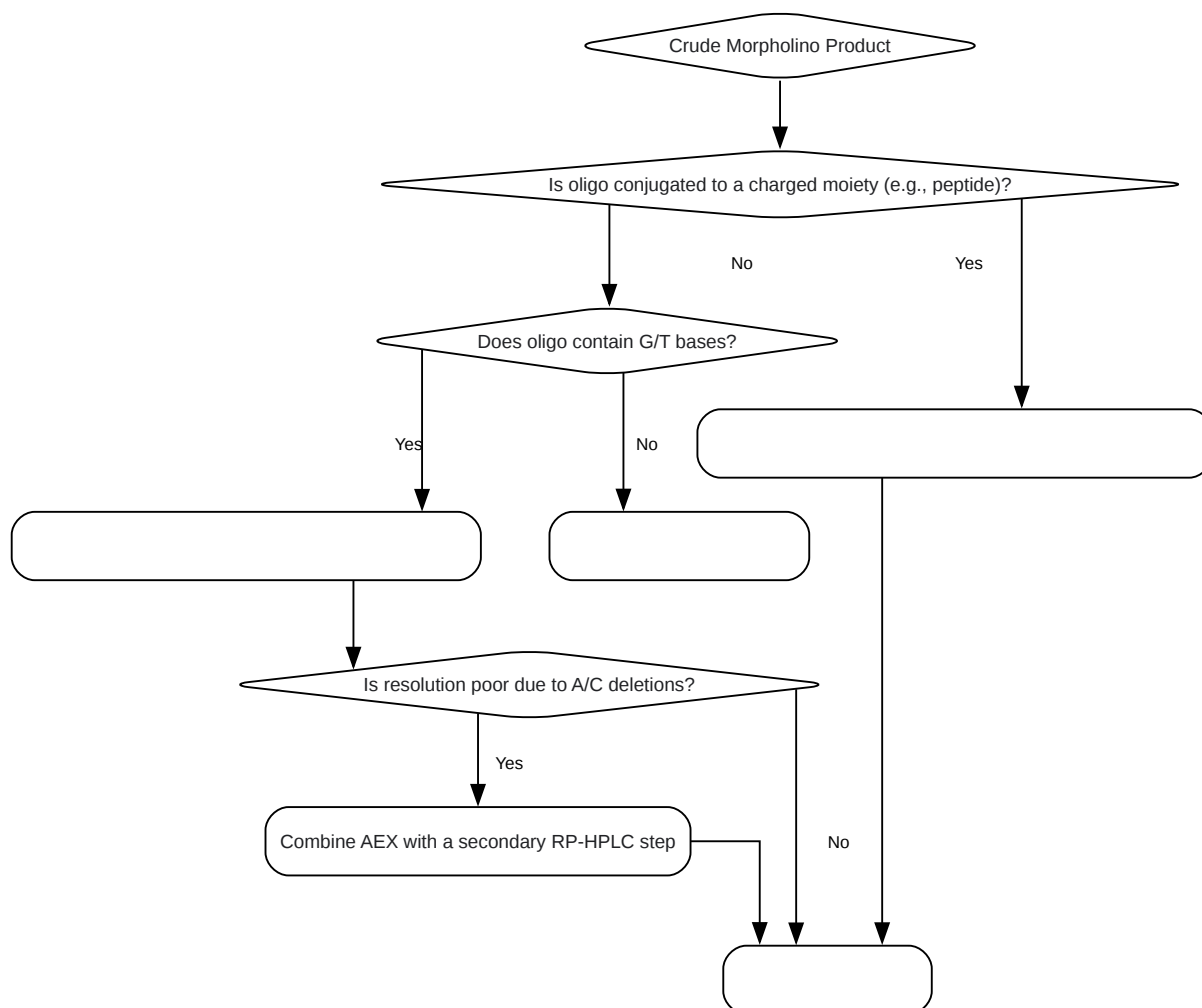 Crude Morpholino Product
Is oligo conjugated to a charged moiety (e.g., peptide)?
No
Yes
Does oligo contain G/T bases?
Yes
No
Is resolution poor due to A/C deletions?
Yes
Combine AEX with a secondary RP-HPLC step
No